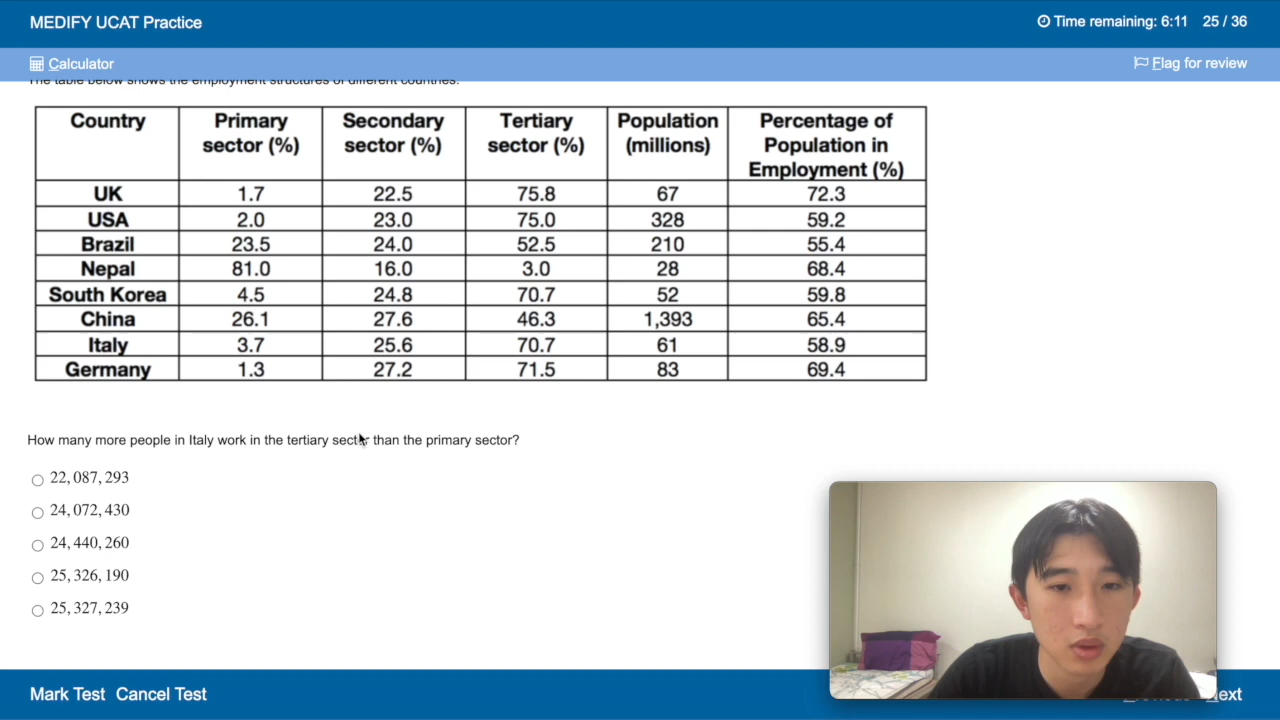 MEDIFY UCAT Practice
Time remaining: 6:11 25 / 36
Calculator
Flag for review
The table below shows the employment structures of different countries.
Country Primary sector (%) Secondary sector (%) Tertiary sector (%) Population (millions) Percentage of Population in Employment (%)
UK 1.7 22.5 75.8 67 72.3
USA 2.0 23.0 75.0 328 59.2
Brazil 23.5 24.0 52.5 210 55.4
Nepal 81.0 16.0 3.0 28 68.4
South Korea 4.5 24.8 70.7 52 59.8
China 26.1 27.6 46.3 1,393 65.4
Italy 3.7 25.6 70.7 61 58.9
Germany 1.3 27.2 71.5 83 69.4
How many more people in Italy work in the tertiary sector than the primary sector?
22,087,293
24,072,430
24,440,260
25,326,190
25,327,239
Mark Test Cancel Test
ext